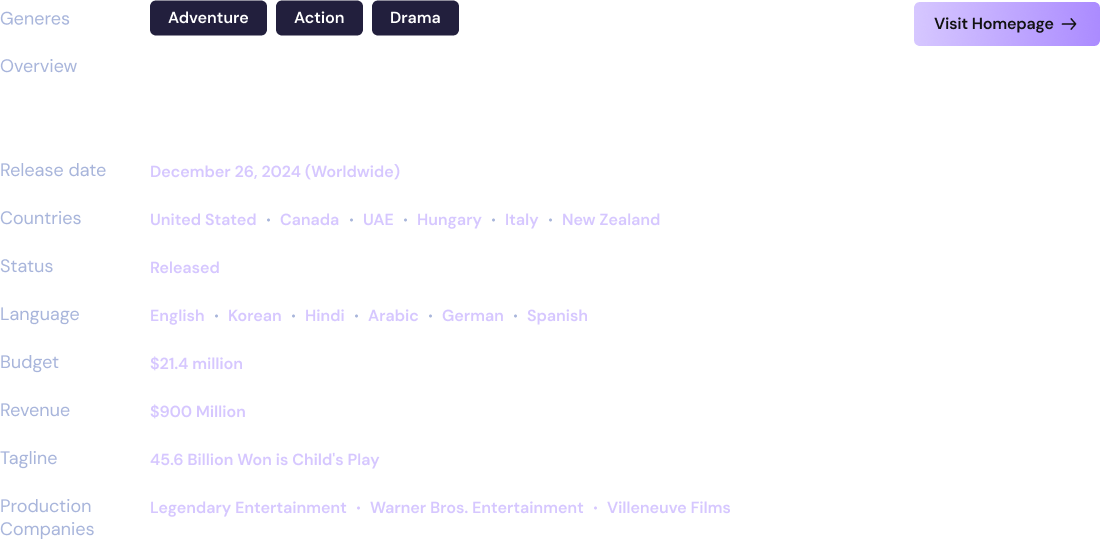 Generes Adventure Action Drama Visit Homepage →
Overview
Release date December 26, 2024 (Worldwide)
Countries United Stated • Canada • UAE • Hungary • Italy • New Zealand
Status Released
Language English • Korean • Hindi • Arabic • German • Spanish
Budget $21.4 million
Revenue $900 Million
Tagline 45.6 Billion Won is Child's Play
Production Legendary Entertainment • Warner Bros. Entertainment • Villeneuve Films
Companies